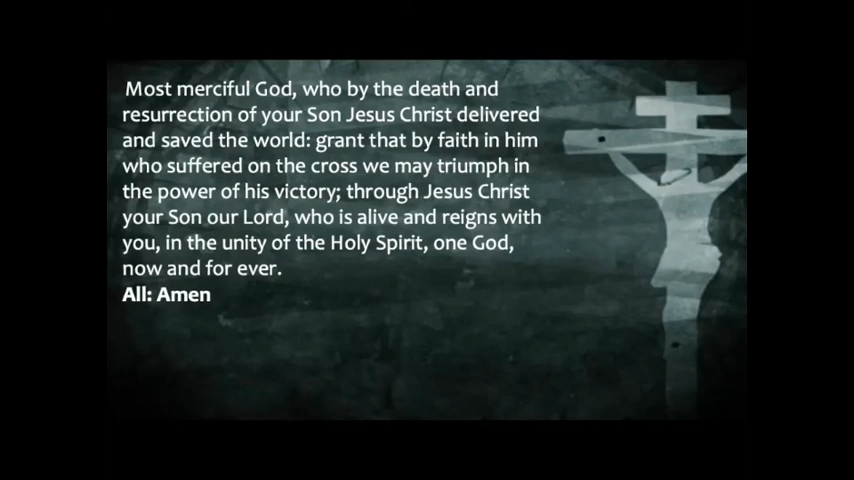 Most merciful God, who by the death and
resurrection of your Son Jesus Christ delivered
and saved the world: grant that by faith in him
who suffered on the cross we may triumph in
the power of his victory; through Jesus Christ
your Son our Lord, who is alive and reigns with
you, in the unity of the Holy Spirit, one God,
now and for ever.
All: Amen